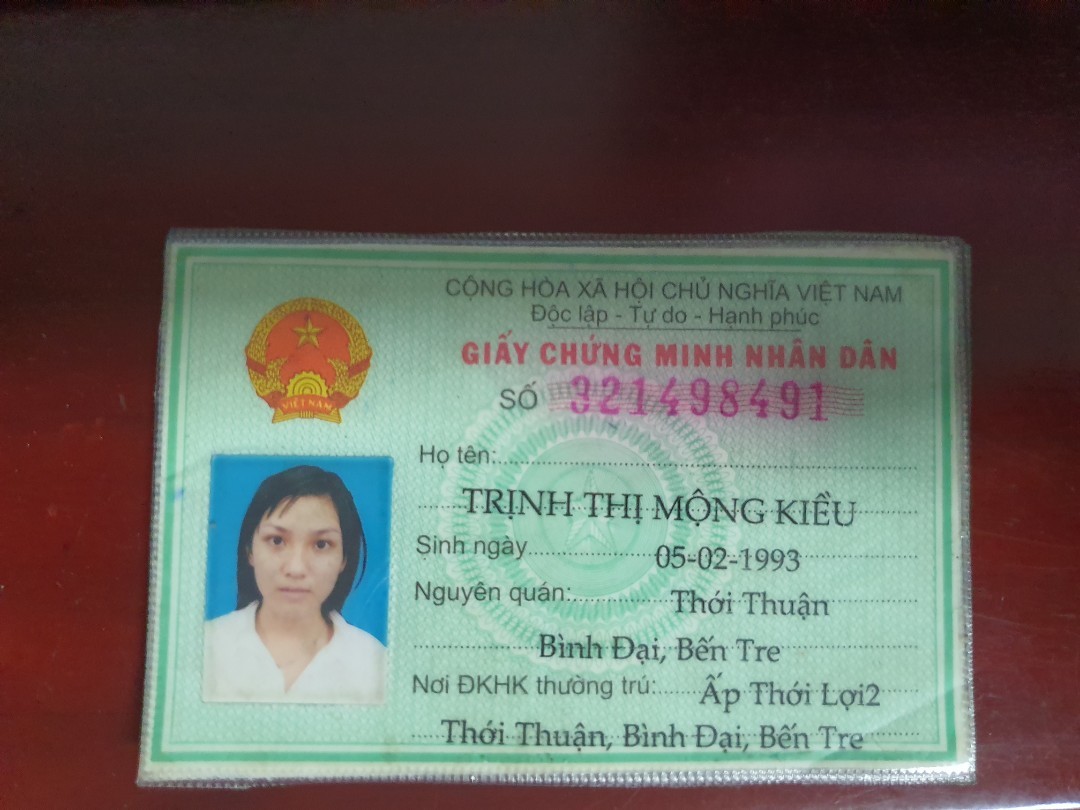 CỘNG HÒA XÃ HỘI CHỦ NGHĨA VIỆT NAM
Độc lập - Tự do - Hạnh phúc
GIẤY CHỨNG MINH NHÂN DÂN
SỐ 321498491
VIỆT NAM
Họ tên:
TRỊNH THỊ MỘNG KIỀU
Sinh ngày 05-02-1993
Nguyên quán: Thới Thuận
Bình Đại, Bến Tre
Nơi ĐKHK thường trú: Ấp Thới Lợi2
Thới Thuận, Bình Đại, Bến Tre